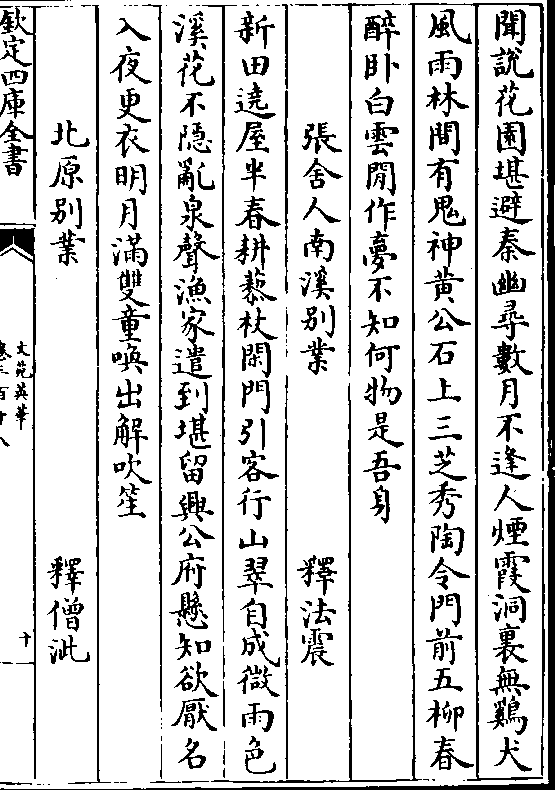 聞說花園堪避秦幽尋數月不逢人煙霞洞裏無鷄犬
風雨林間有鬼神黄公石上三芝秀陶令門前五柳春
醉卧白雲閒作夢不知何物是吾身
張舍人南溪别業 釋法震
新田遶屋半春耕藜杖閑門引客行山翠自成微雨色
溪花不隐亂泉聲漁家遣到堪留興公府懸知欲厭名
入夜更衣明月滿雙童喚出解吹笙
北原别業 釋僧泚
欽定四庫全書
文苑英華
卷三百十八
十